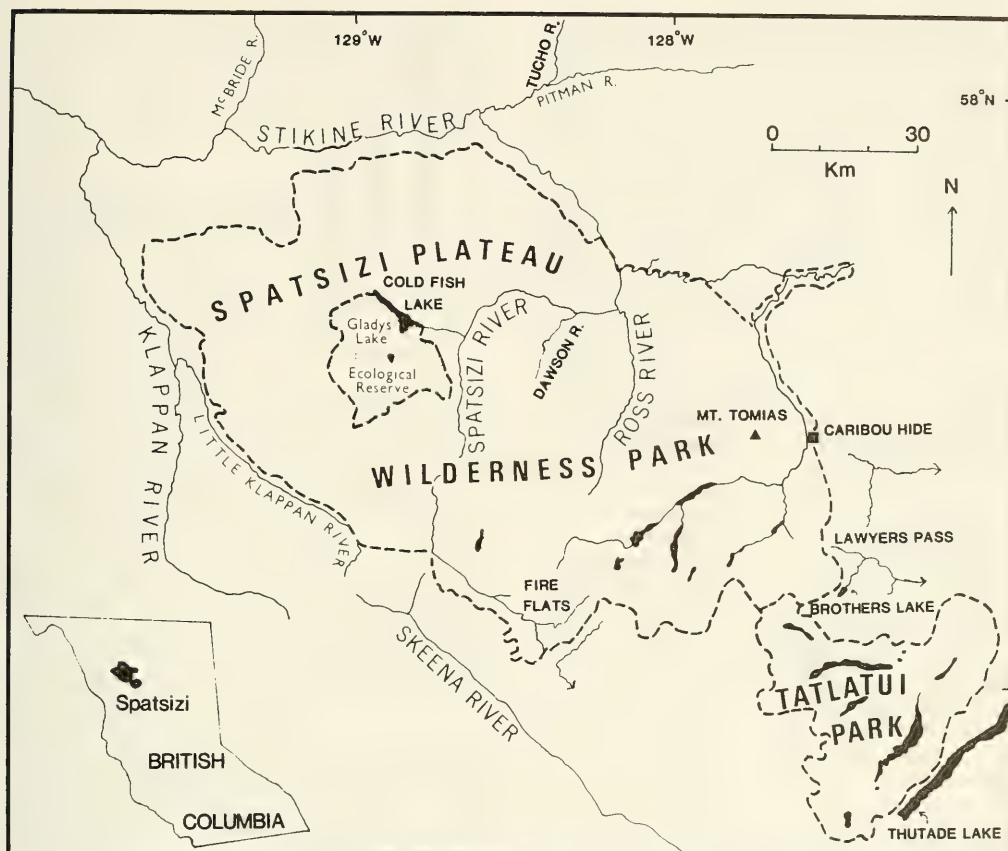 129°W
128°W
McBRIDE R.
TUCHO R.
PITMAN R.
58°N
STIKINE RIVER
0 30
Km
N
SPATSIZI PLATEAU
COLD FISH
LAKE
Gladys
Lake
Ecological
Reserve
SPATSIZI RIVER
DAWSON R.
ROSS RIVER
KLAPPAN RIVER
LITTLE KLAPPAN RIVER
MT. TOMIAS
CARIBOU HIDE
WILDERNESS PARK
LAWYERS PASS
FIRE
FLATS
BROTHERS LAKE
SKEENA RIVER
TATLATUI
PARK
THUTADE LAKE
Spatsizi
BRITISH
COLUMBIA